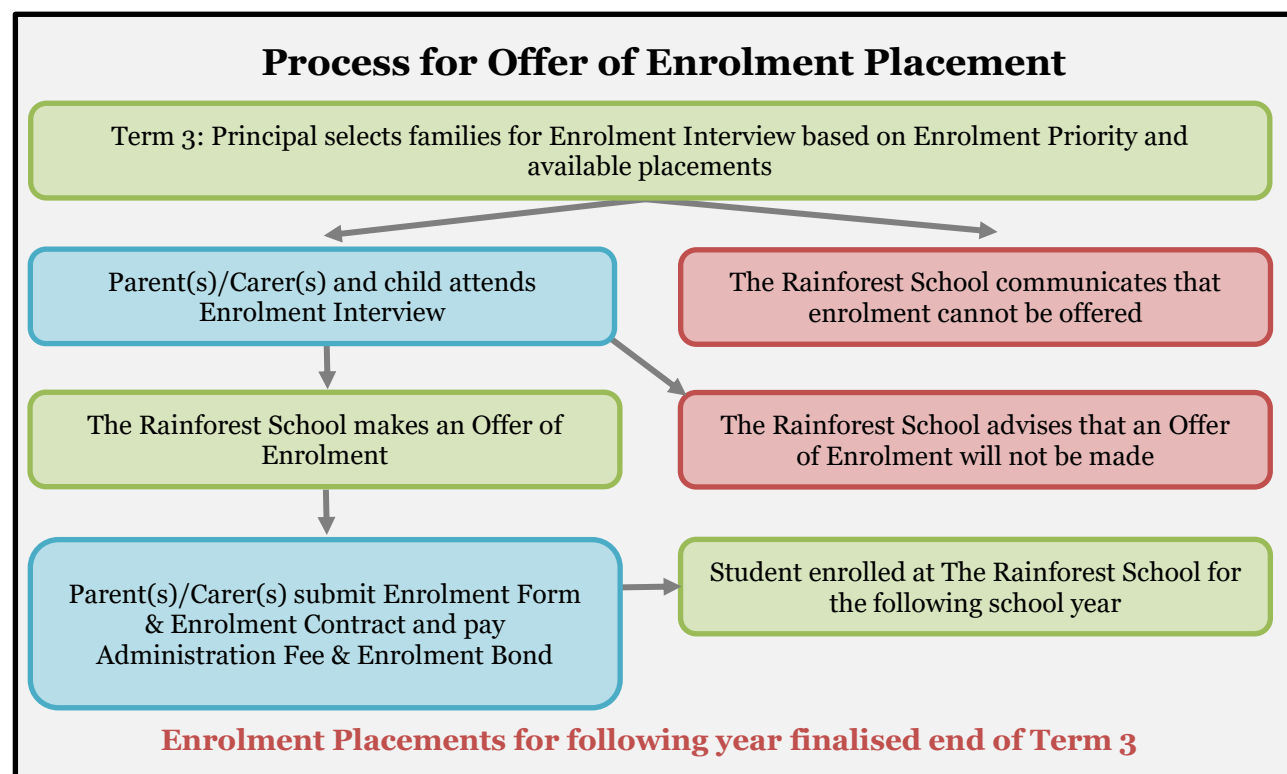 Process for Offer of Enrolment Placement
Term 3: Principal selects families for Enrolment Interview based on Enrolment Priority and
available placements
Parent(s)/Carer(s) and child attends
Enrolment Interview
The Rainforest School communicates that
enrolment cannot be offered
The Rainforest School makes an Offer of
Enrolment
The Rainforest School advises that an Offer
of Enrolment will not be made
Parent(s)/Carer(s) submit Enrolment Form
& Enrolment Contract and pay
Administration Fee & Enrolment Bond
Student enrolled at The Rainforest School for
the following school year
Enrolment Placements for following year finalised end of Term 3